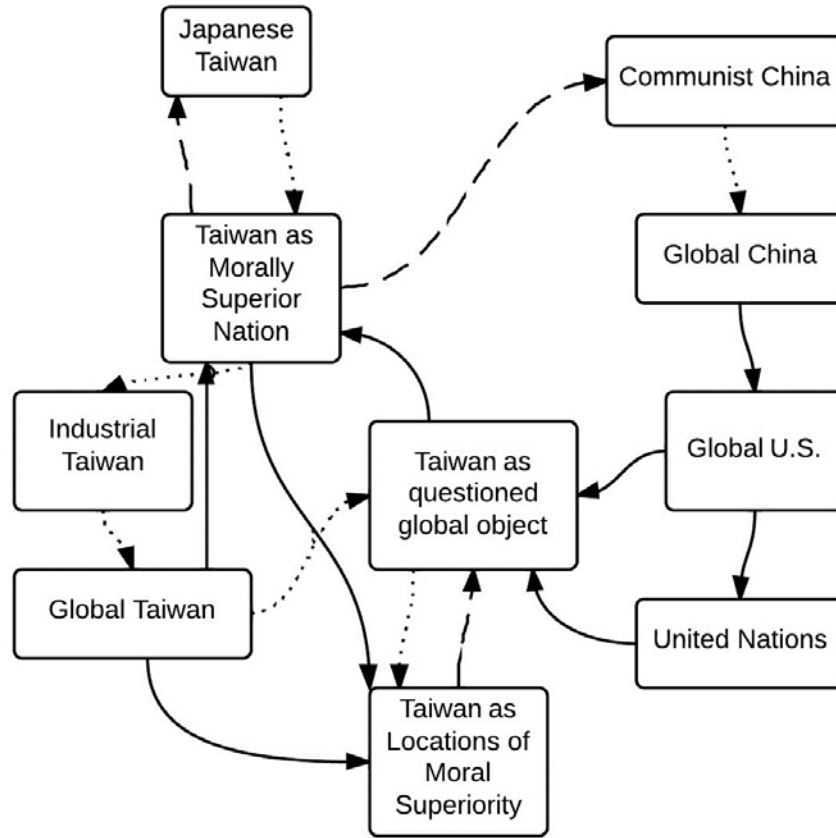 Japanese
Taiwan
Communist China
Taiwan as
Morally
Superior
Nation
Global China
Industrial
Taiwan
Taiwan as
questioned
global object
Global U.S.
Global Taiwan
United Nations
Taiwan as
Locations of
Moral
Superiority